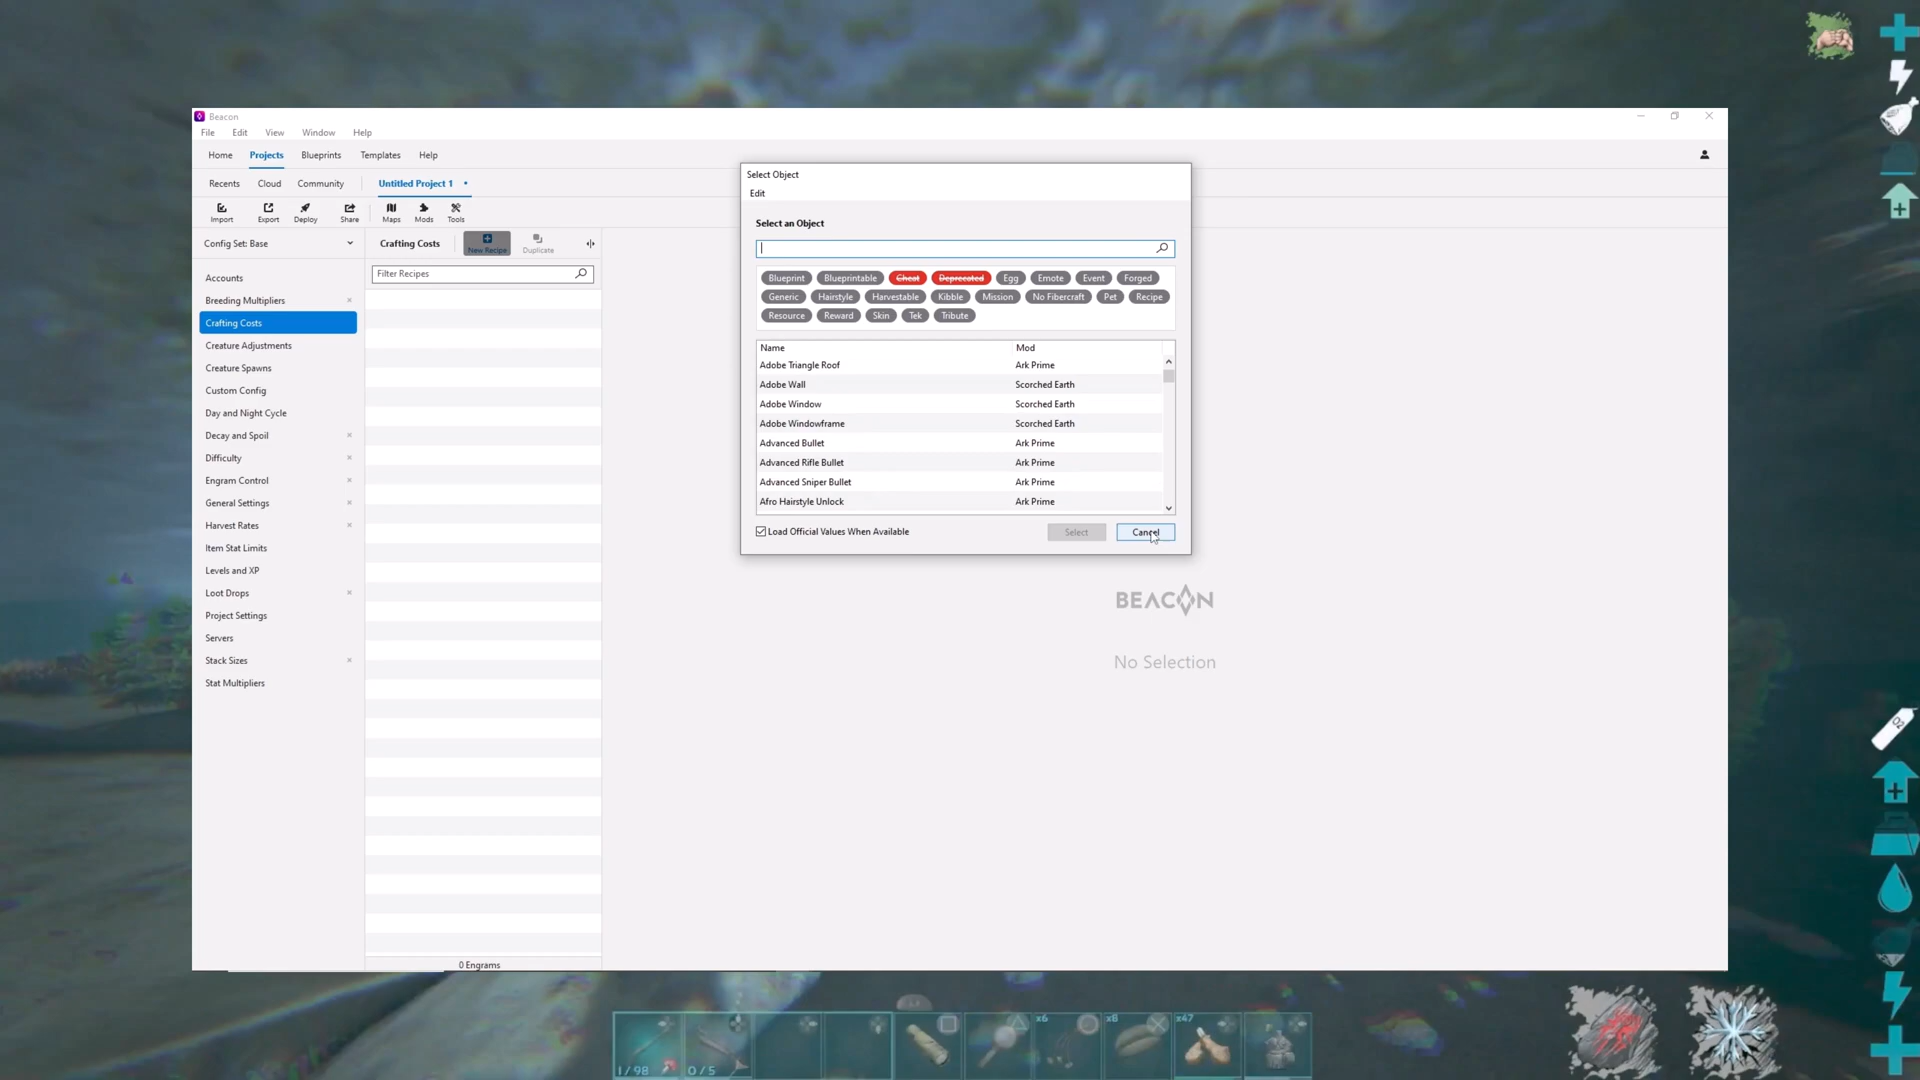 Beacon
File Edit View Window Help
Home Projects Blueprints Templates Help
Recents Cloud Community Untitled Project 1 •
Import Export Deploy Share Maps Mods Tools
Config Set: Base
Crafting Costs New Recipe Duplicate
Filter Recipes
Accounts
Breeding Multipliers
Crafting Costs
Creature Adjustments
Creature Spawns
Custom Config
Day and Night Cycle
Decay and Spoil
Difficulty
Engram Control
General Settings
Harvest Rates
Item Stat Limits
Levels and XP
Loot Drops
Project Settings
Servers
Stack Sizes
Stat Multipliers
0 Engrams
Select Object
Edit
Select an Object
Blueprint Blueprintable Cheat Deprecated Egg Emote Event Forged
Generic Hairstyle Harvestable Kibble Mission No Fibercraft Pet Recipe
Resource Reward Skin Tek Tribute
Name Mod
Adobe Triangle Roof Ark Prime
Adobe Wall Scorched Earth
Adobe Window Scorched Earth
Adobe Windowframe Scorched Earth
Advanced Bullet Ark Prime
Advanced Rifle Bullet Ark Prime
Advanced Sniper Bullet Ark Prime
Afro Hairstyle Unlock Ark Prime
Load Official Values When Available Select Cancel
BEACON
No Selection
O2
x6 x8 x47
1/98 0/5